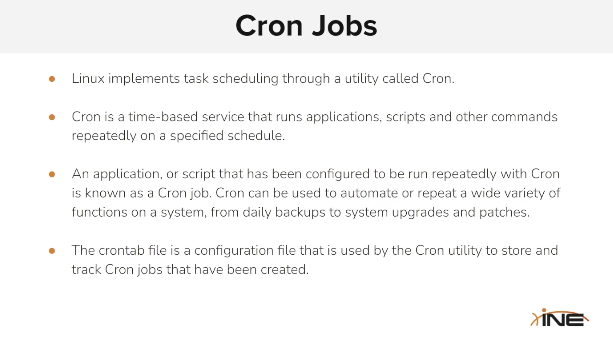 Cron Jobs
Linux implements task scheduling through a utility called Cron.
Cron is a time-based service that runs applications, scripts and other commands
repeatedly on a specified schedule.
An application, or script that has been configured to be run repeatedly with Cron
is known as a Cron job. Cron can be used to automate or repeat a wide variety of
functions on a system, from daily backups to system upgrades and patches.
The crontab file is a configuration file that is used by the Cron utility to store and
track Cron jobs that have been created.
INE